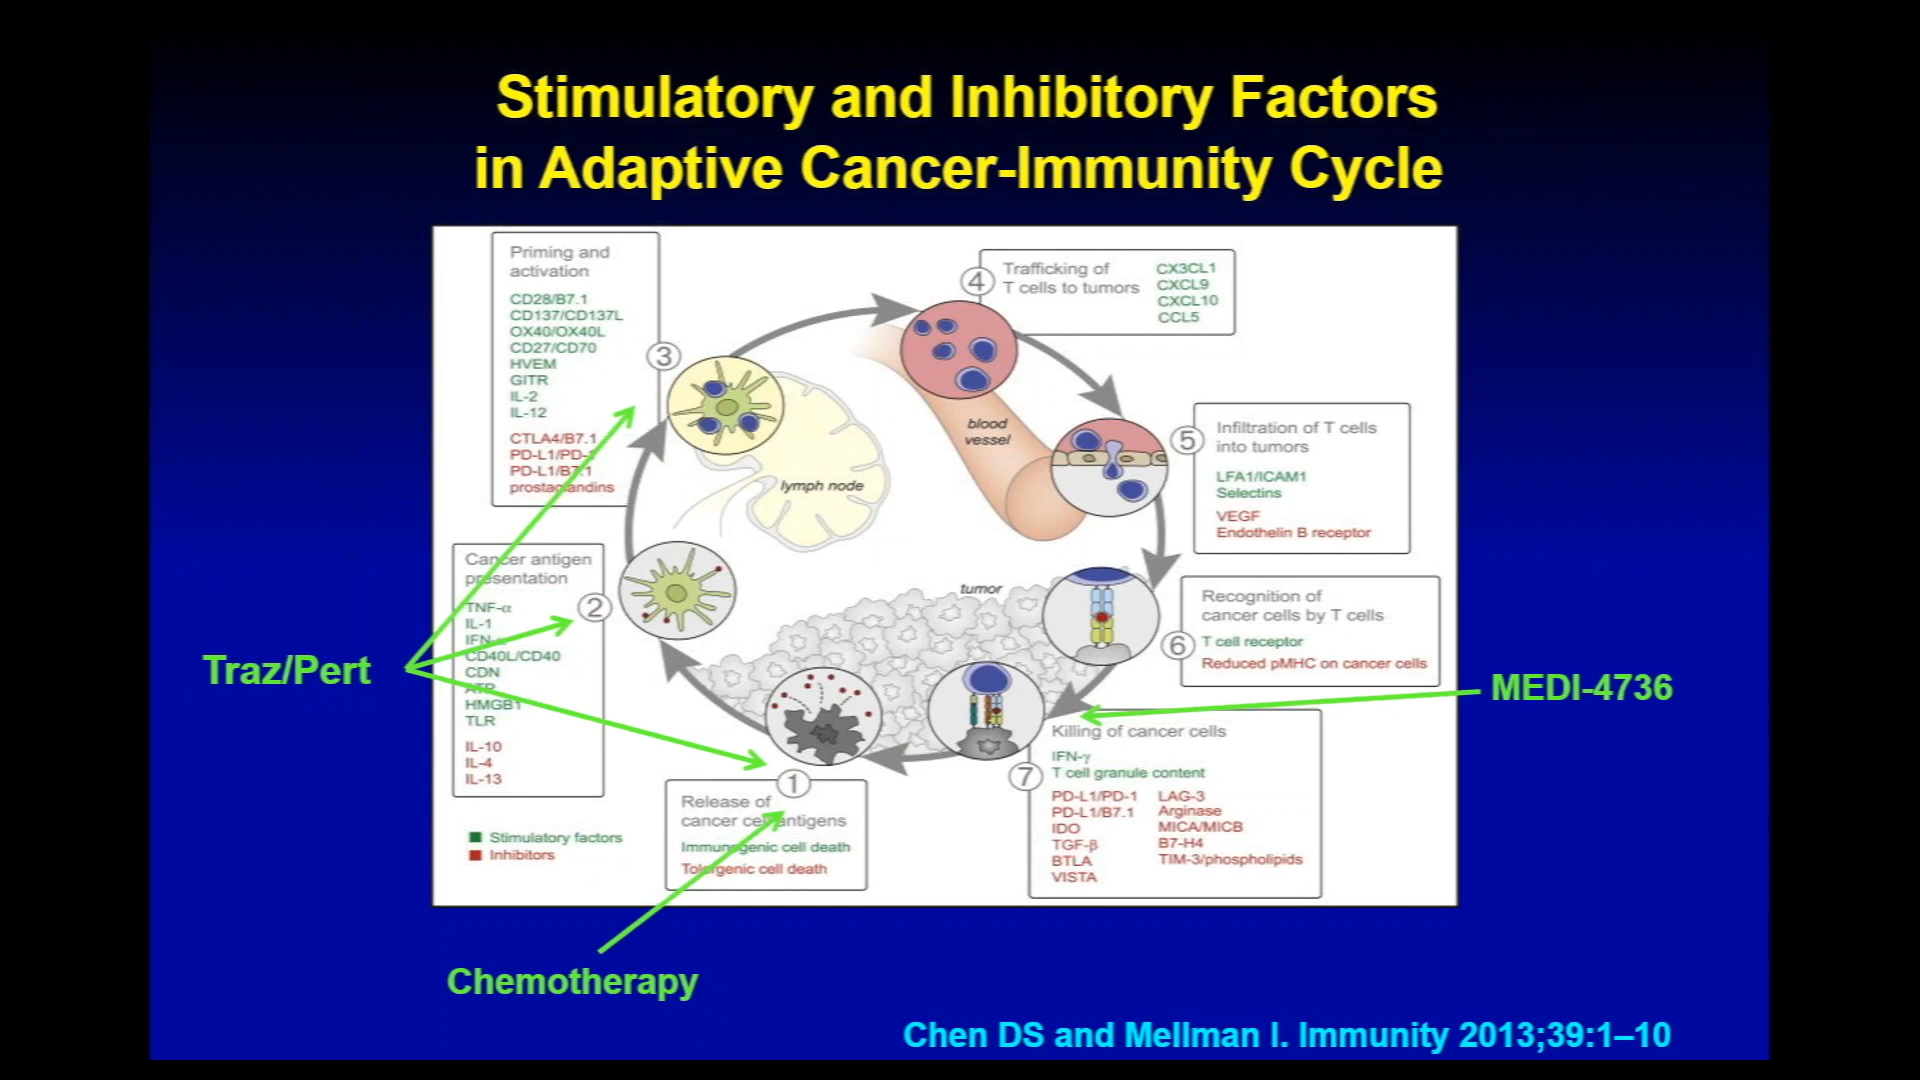 Stimulatory and Inhibitory Factors
in Adaptive Cancer-Immunity Cycle
Priming and
activation
CD28/B7.1
CD137/CD137L
OX40/OX40L
CD27/CD70
HVEM
GITR
IL-2
IL-12
CTLA4/B7.1
PD-L1/PD-1
PD-L1/B7.1
prostaglandins
3
4
Trafficking of
T cells to tumors
CX3CL1
CXCL9
CXCL10
CCL5
blood
vessel
lymph node
5
Infiltration of T cells
into tumors
LFA1/ICAM1
Selectins
VEGF
Endothelin B receptor
Cancer antigen
presentation
TNF-α
IL-1
IFN-α
CD40L/CD40
CDN
ATP
HMGB1
TLR
IL-10
IL-4
IL-13
2
tumor
6
Recognition of
cancer cells by T cells
T cell receptor
Reduced pMHC on cancer cells
Traz/Pert
MEDI-4736
7
Killing of cancer cells
IFN-γ
T cell granule content
PD-L1/PD-1 LAG-3
PD-L1/B7.1 Arginase
IDO MICA/MICB
TGF-β B7-H4
BTLA TIM-3/phospholipids
VISTA
1
Release of
cancer cell antigens
Immunogenic cell death
Tolergenic cell death
Stimulatory factors
Inhibitors
Chemotherapy
Chen DS and Mellman I. Immunity 2013;39:1–10